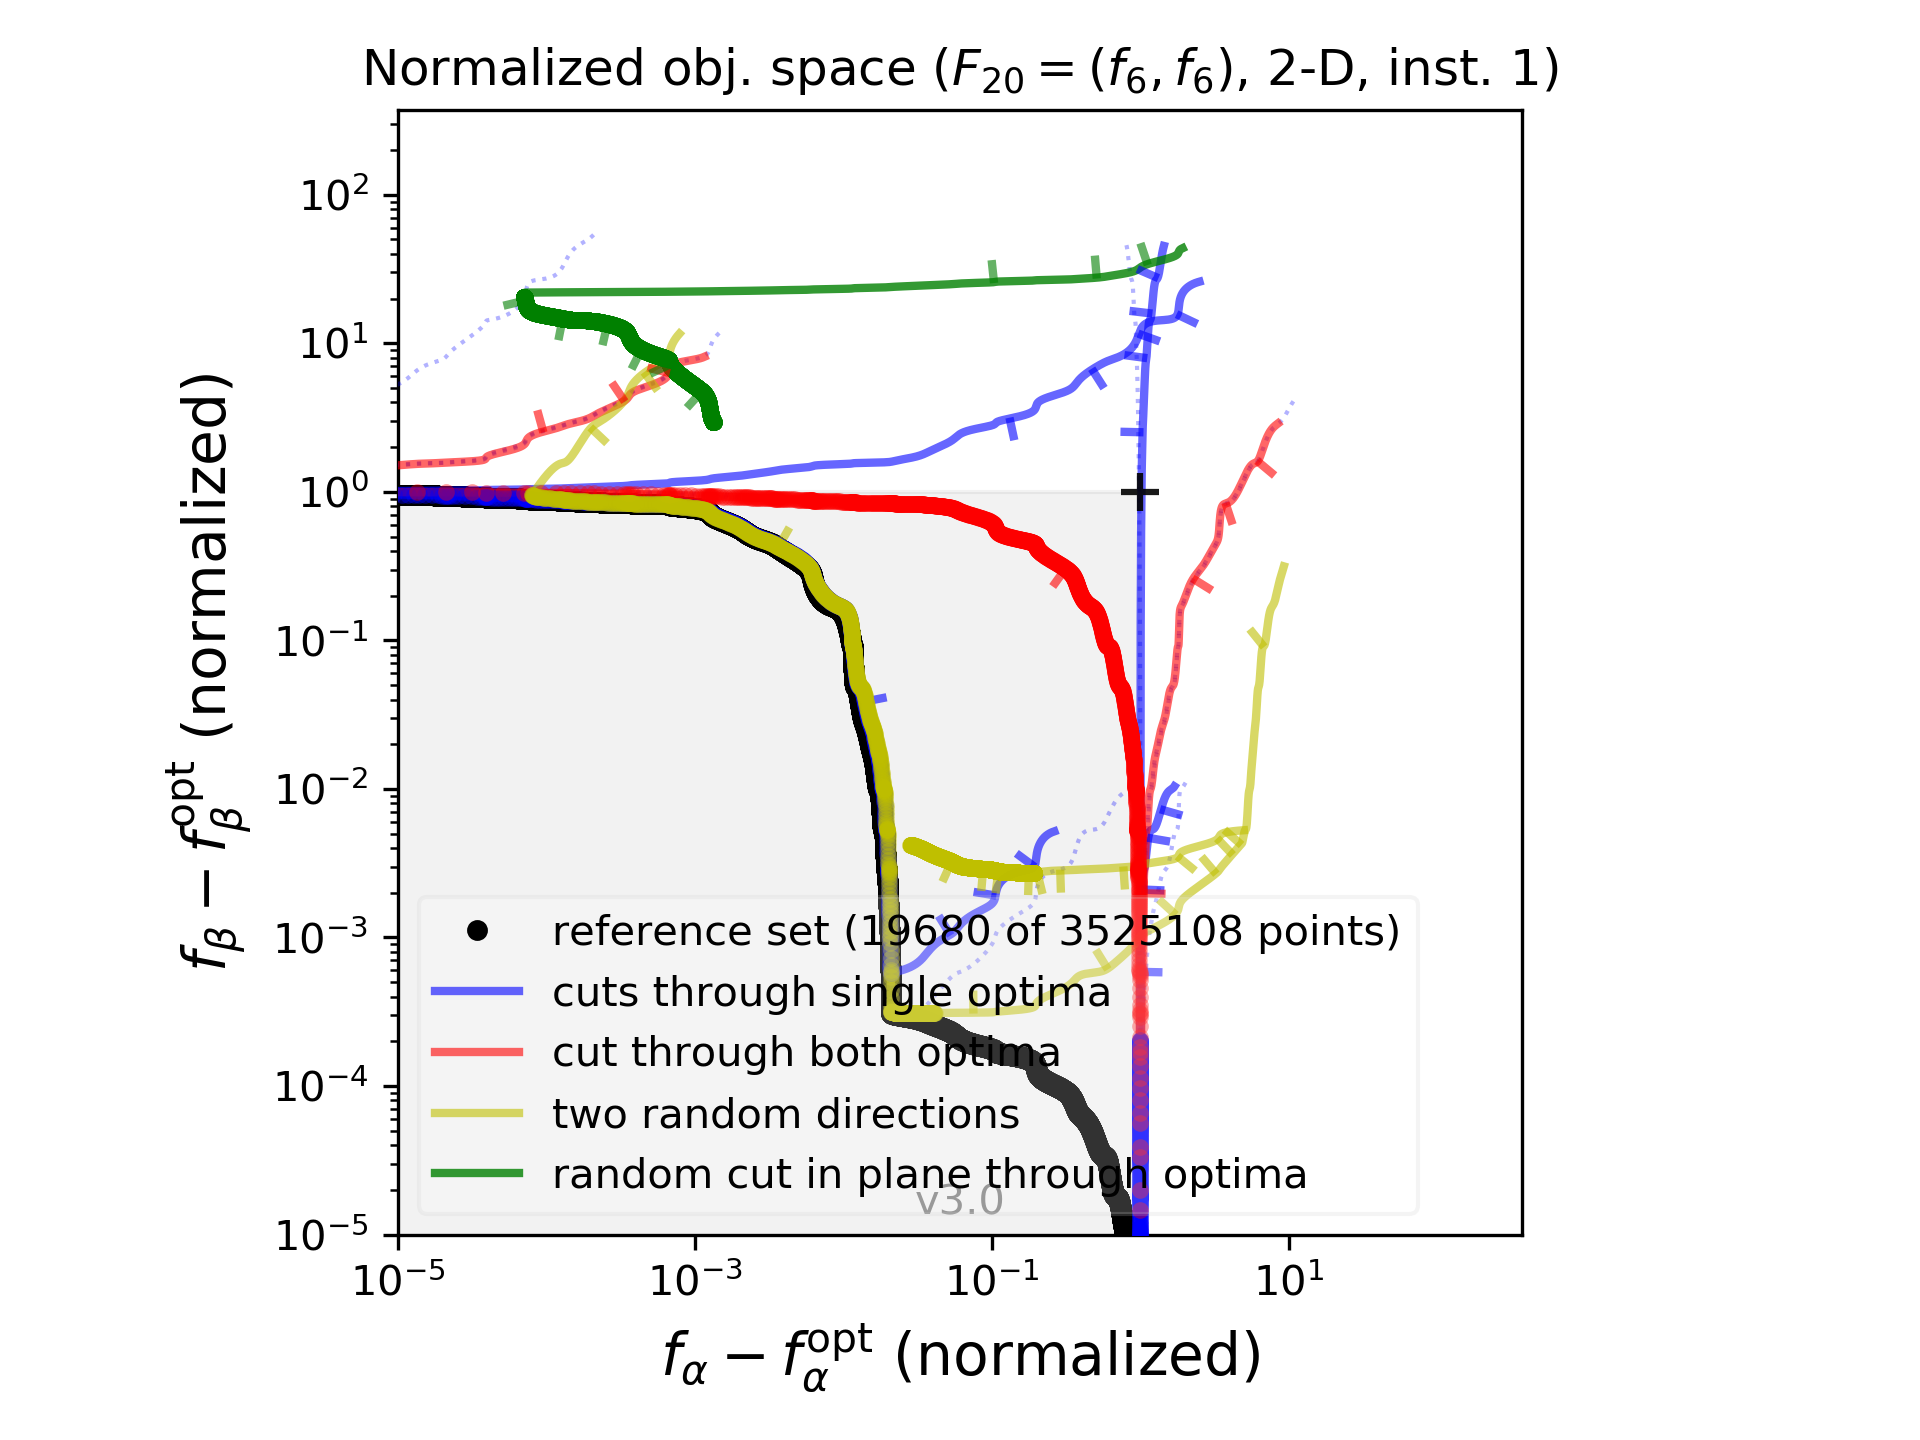 Normalized obj. space (F₂₀ = (f₆, f₆), 2-D, inst. 1)
f_β − f_β^opt (normalized)
10²
10¹
10⁰
10⁻¹
10⁻²
10⁻³
10⁻⁴
10⁻⁵
reference set (19680 of 3525108 points)
cuts through single optima
cut through both optima
two random directions
random cut in plane through optima
v3.0
10⁻⁵ 10⁻³ 10⁻¹ 10¹
f_α − f_α^opt (normalized)